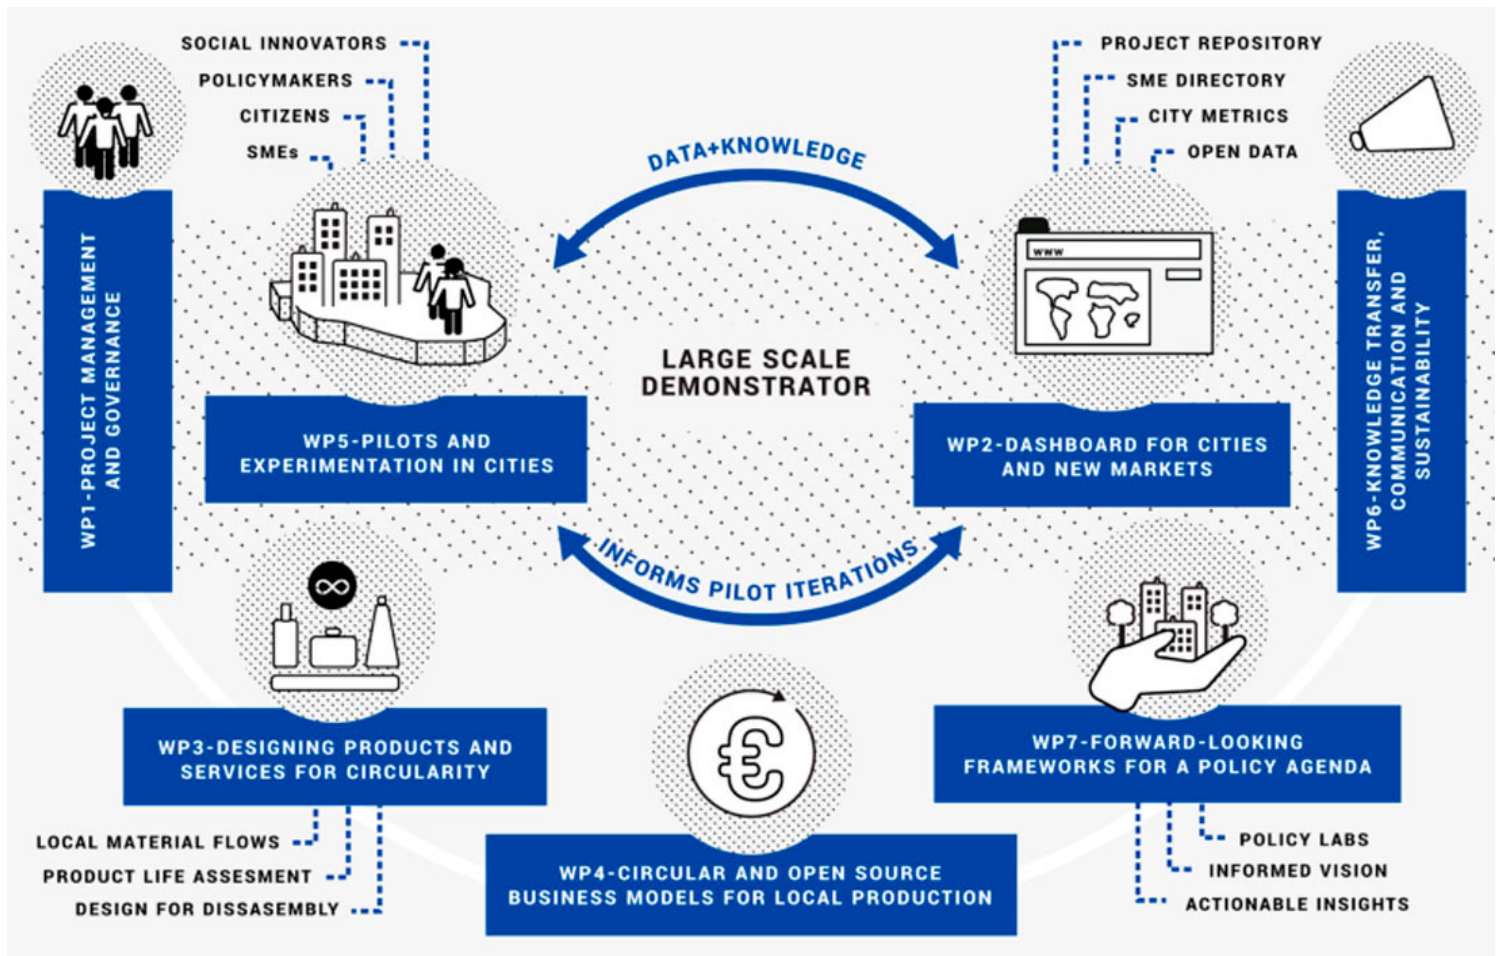 SOCIAL INNOVATORS
POLICYMAKERS
CITIZENS
SMEs
PROJECT REPOSITORY
SME DIRECTORY
CITY METRICS
OPEN DATA
DATA+KNOWLEDGE
WP1-PROJECT MANAGEMENT
AND GOVERNANCE
WWW
LARGE SCALE
DEMONSTRATOR
WP6-KNOWLEDGE TRANSFER,
COMMUNICATION AND
SUSTAINABILITY
WP5-PILOTS AND
EXPERIMENTATION IN CITIES
WP2-DASHBOARD FOR CITIES
AND NEW MARKETS
INFORMS PILOT ITERATIONS
WP3-DESIGNING PRODUCTS AND
SERVICES FOR CIRCULARITY
€
WP7-FORWARD-LOOKING
FRAMEWORKS FOR A POLICY AGENDA
LOCAL MATERIAL FLOWS
PRODUCT LIFE ASSESMENT
DESIGN FOR DISSASEMBLY
WP4-CIRCULAR AND OPEN SOURCE
BUSINESS MODELS FOR LOCAL PRODUCTION
POLICY LABS
INFORMED VISION
ACTIONABLE INSIGHTS